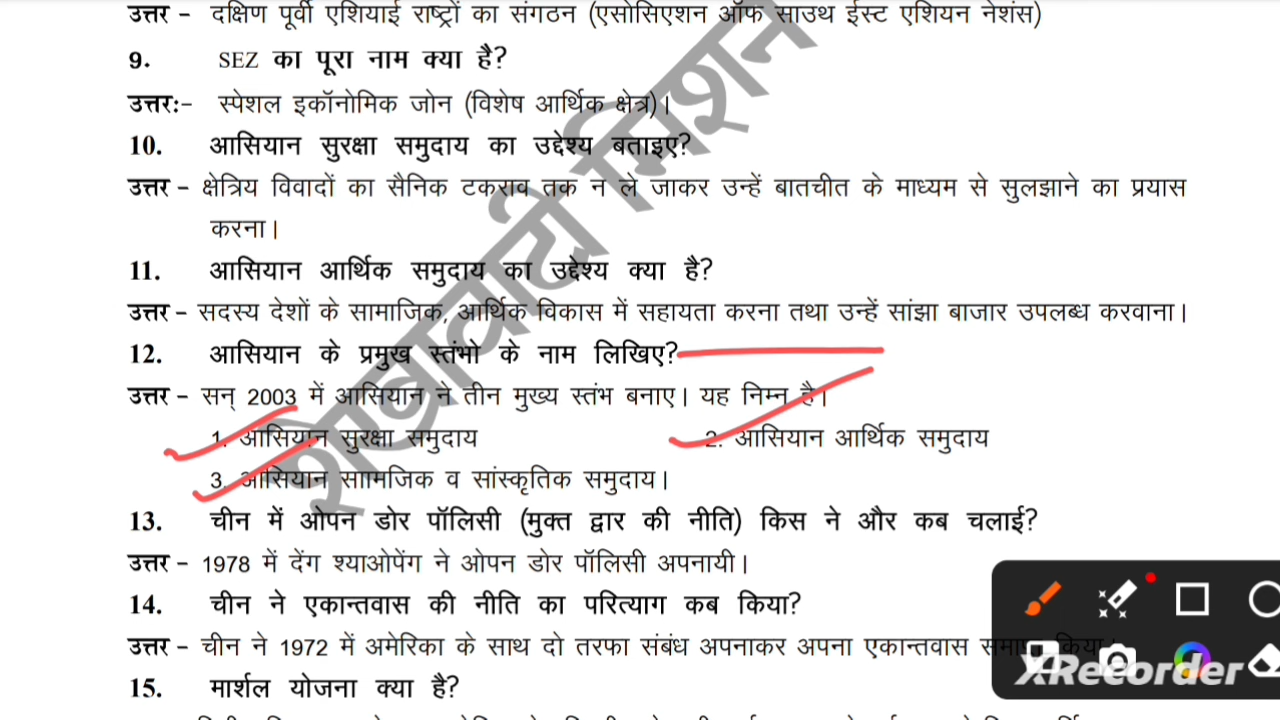 उत्तर – दक्षिण पूर्वी एशियाई राष्ट्रों का संगठन (एसोसिएशन ऑफ साउथ ईस्ट एशियन नेशंस)
9. SEZ का पूरा नाम क्या है?
उत्तरः- स्पेशल इकॉनोमिक जोन (विशेष आर्थिक क्षेत्र)।
10. आसियान सुरक्षा समुदाय का उद्देश्य बताइए?
उत्तर – क्षेत्रिय विवादों का सैनिक टकराव तक न ले जाकर उन्हें बातचीत के माध्यम से सुलझाने का प्रयास
करना।
11. आसियान आर्थिक समुदाय का उद्देश्य क्या है?
उत्तर – सदस्य देशों के सामाजिक, आर्थिक विकास में सहायता करना तथा उन्हें सांझा बाजार उपलब्ध करवाना।
12. आसियान के प्रमुख स्तंभों के नाम लिखिए?
उत्तर – सन् 2003 में आसियान ने तीन मुख्य स्तंभ बनाए। यह निम्न है।
1. आसियान सुरक्षा समुदाय 2. आसियान आर्थिक समुदाय
3. आसियान साामजिक व सांस्कृतिक समुदाय।
13. चीन में ओपन डोर पॉलिसी (मुक्त द्वार की नीति) किस ने और कब चलाई?
उत्तर – 1978 में देंग श्याओपेंग ने ओपन डोर पॉलिसी अपनायी।
14. चीन ने एकान्तवास की नीति का परित्याग कब किया?
उत्तर – चीन ने 1972 में अमेरिका के साथ दो तरफा संबंध अपनाकर अपना एकान्तवास समाप्त किया।
15. मार्शल योजना क्या है?
शेखावाटी मिशन
XRecorder